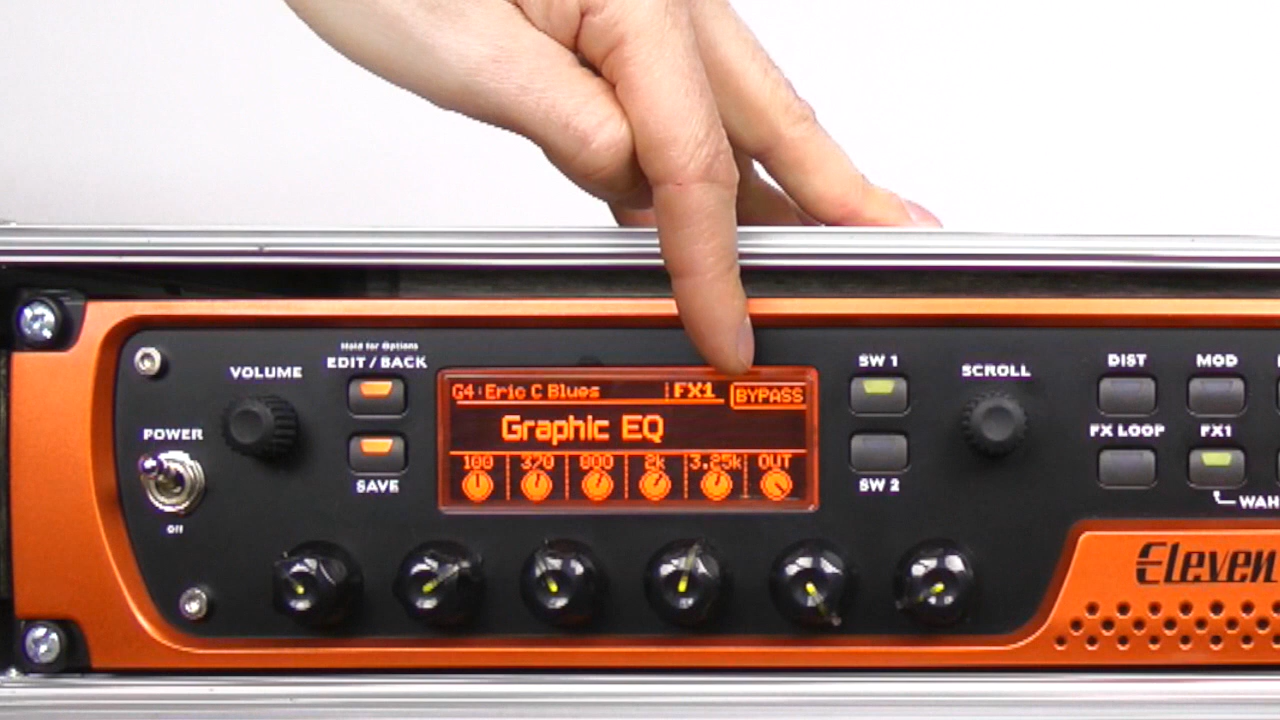 Hold for Options
EDIT / BACK
VOLUME
POWER
Off
SAVE
G4: Eric C Blues FX1 BYPASS
Graphic EQ
100 370 800 2k 3.25k OUT
SW 1
SW 2
SCROLL
DIST MOD
FX LOOP FX1
WAH
ELEVEN